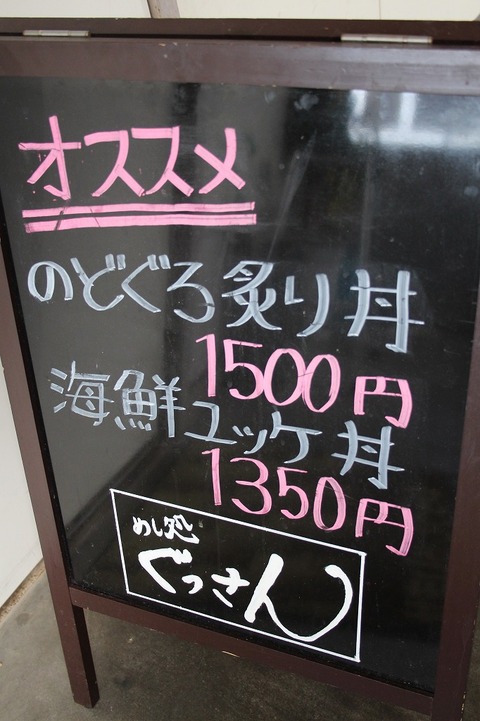 オススメ
のどぐろ炙り丼
1500円
海鮮ユッケ丼
1350円
めし処
ぐっさん